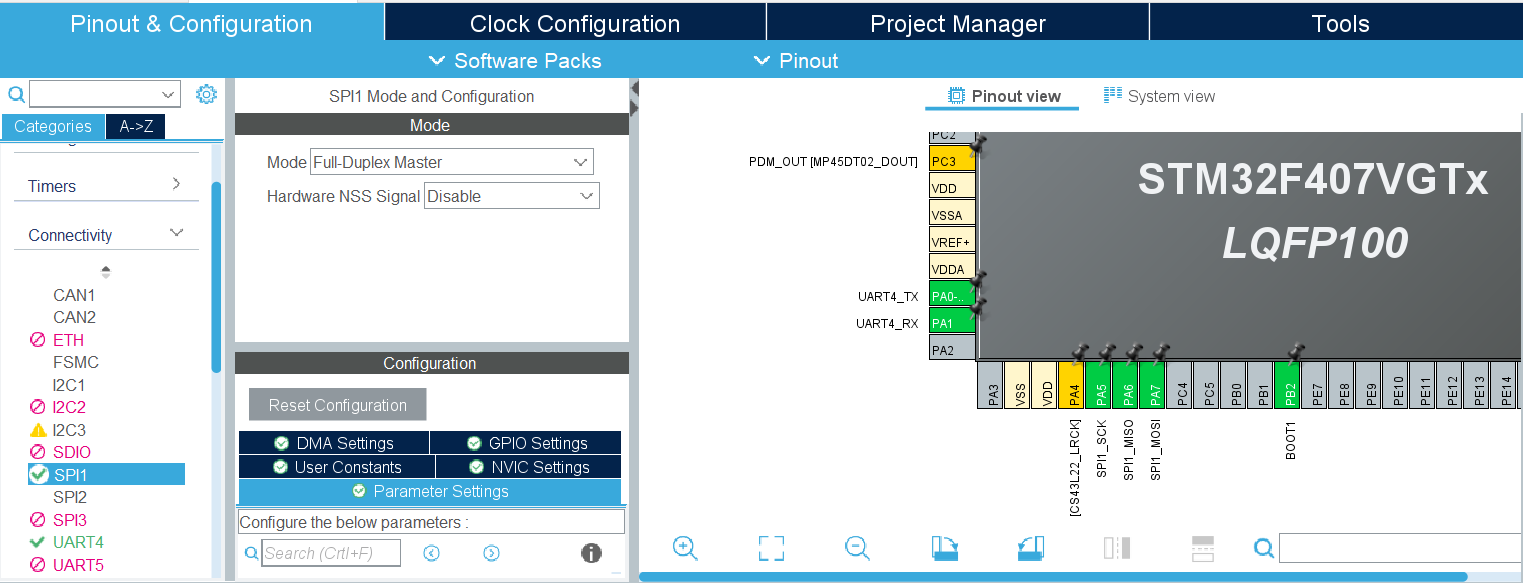 Pinout & Configuration
Clock Configuration
Project Manager
Tools
Software Packs
Pinout
Categories
A->Z
Timers
Connectivity
CAN1
CAN2
ETH
FSMC
I2C1
I2C2
I2C3
SDIO
SPI1
SPI2
SPI3
UART4
UART5
SPI1 Mode and Configuration
Mode
Mode Full-Duplex Master
Hardware NSS Signal Disable
Configuration
Reset Configuration
DMA Settings
GPIO Settings
User Constants
NVIC Settings
Parameter Settings
Configure the below parameters :
Search (Crtl+F)
Pinout view
System view
PC2
PDM_OUT [MP45DT02_DOUT] PC3
VDD
VSSA
VREF+
VDDA
UART4_TX PA0-..
UART4_RX PA1
PA2
STM32F407VGTx
LQFP100
PA3
VSS
VDD
PA4
PA5
PA6
PA7
PC4
PC5
PB0
PB1
PB2
PE7
PE8
PE9
PE10
PE11
PE12
PE13
PE14
[CS43L22_LRCK]
SPI1_SCK
SPI1_MISO
SPI1_MOSI
BOOT1